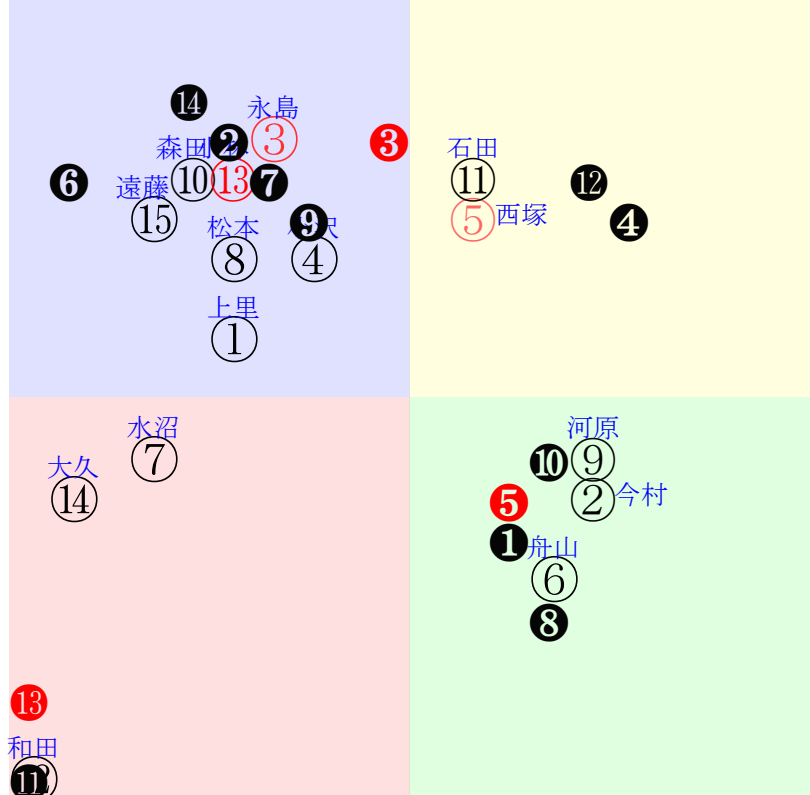 ⓮
永島
❷
③
❸
森田
石田
❻
遠藤
⑩
⑬
❼
⑪
⓬
⑮
松本
❾
沢
⑤
西塚
❹
⑧
④
上里
①
水沼
河原
⑦
❿
⑨
大久
⑭
❺
②
今村
❶
舟山
⑥
❽
⓭
和田
⓫